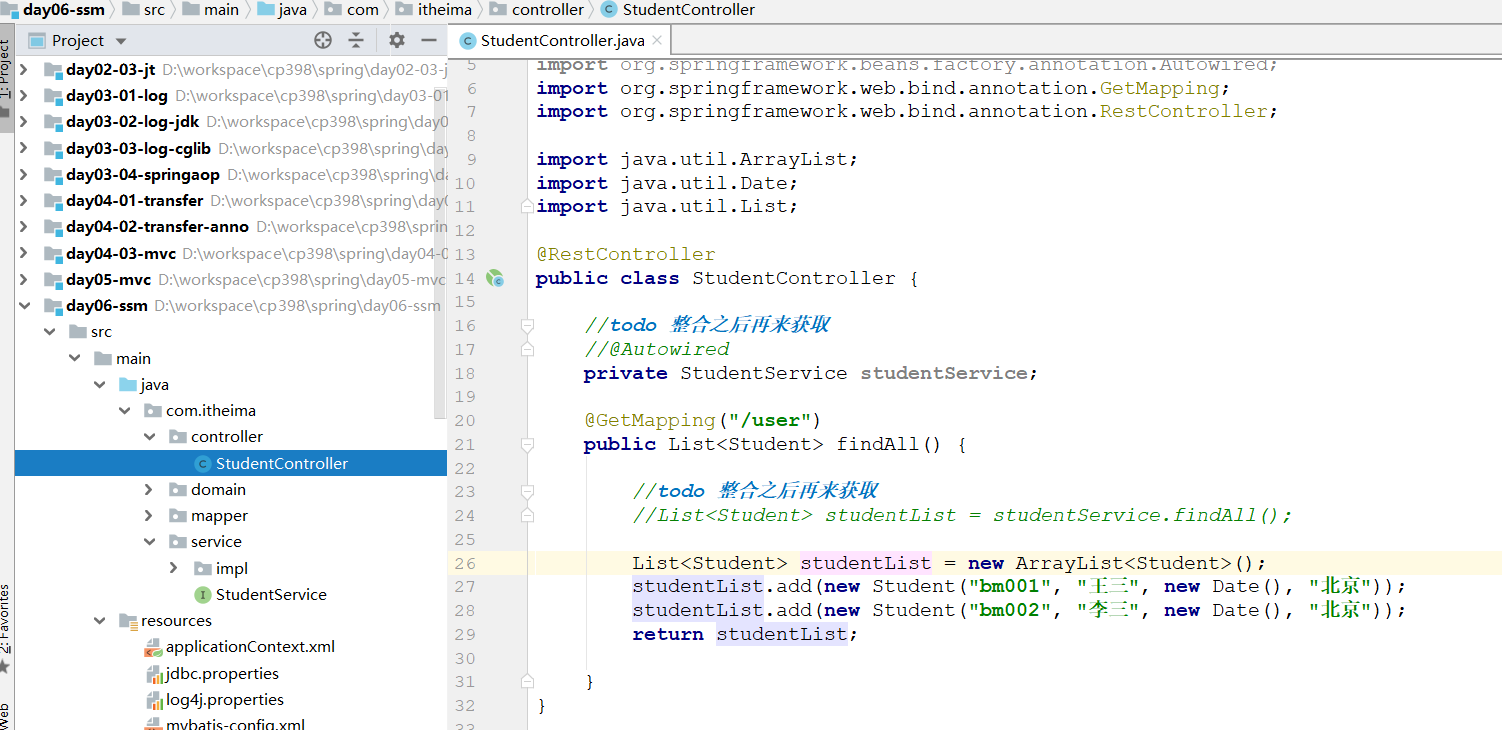 day06-ssm src main java com itheima controller StudentController
1: Project
Project
StudentController.java
day02-03-jt D:\workspace\cp398\spring\day02-03-j
day03-01-log D:\workspace\cp398\spring\day03-01
day03-02-log-jdk D:\workspace\cp398\spring\day0
day03-03-log-cglib D:\workspace\cp398\spring\day
day03-04-springaop D:\workspace\cp398\spring\da
day04-01-transfer D:\workspace\cp398\spring\day0
day04-02-transfer-anno D:\workspace\cp398\sprin
day04-03-mvc D:\workspace\cp398\spring\day04-0
day05-mvc D:\workspace\cp398\spring\day05-mvc
day06-ssm D:\workspace\cp398\spring\day06-ssm
src
main
java
com.itheima
controller
StudentController
domain
mapper
service
impl
StudentService
resources
applicationContext.xml
jdbc.properties
log4j.properties
mybatis-config.xml
2: Favorites
Web
5 import org.springframework.beans.factory.annotation.Autowired;
6 import org.springframework.web.bind.annotation.GetMapping;
7 import org.springframework.web.bind.annotation.RestController;
8
9 import java.util.ArrayList;
10 import java.util.Date;
11 import java.util.List;
12
13 @RestController
14 public class StudentController {
15
16 //todo 整合之后再来获取
17 //@Autowired
18 private StudentService studentService;
19
20 @GetMapping("/user")
21 public List<Student> findAll() {
22
23 //todo 整合之后再来获取
24 //List<Student> studentList = studentService.findAll();
25
26 List<Student> studentList = new ArrayList<Student>();
27 studentList.add(new Student("bm001", "王三", new Date(), "北京"));
28 studentList.add(new Student("bm002", "李三", new Date(), "北京"));
29 return studentList;
30
31 }
32 }
33